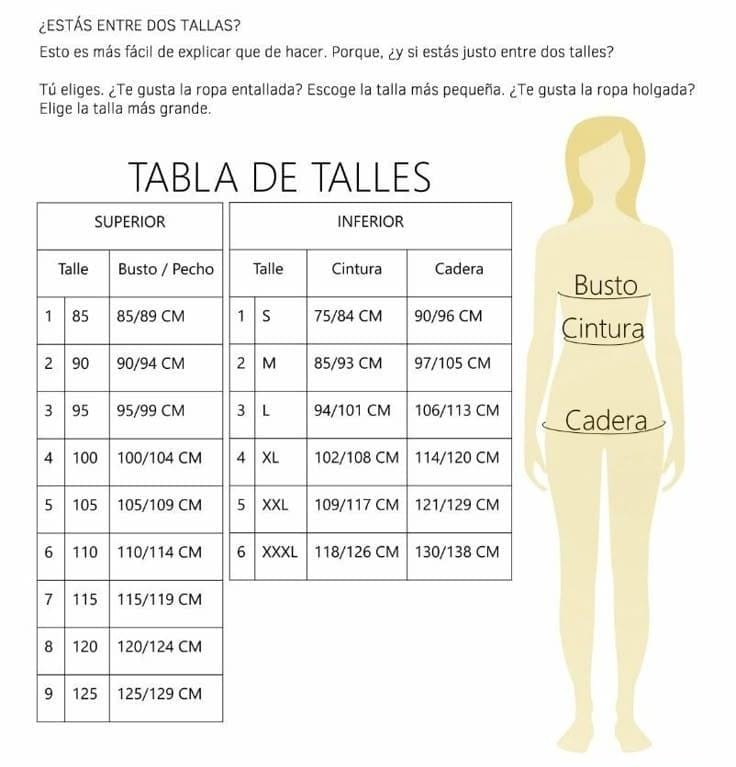 ¿ESTÁS ENTRE DOS TALLAS?
Esto es más fácil de explicar que de hacer. Porque, ¿y si estás justo entre dos talles?
Tú eliges. ¿Te gusta la ropa entallada? Escoge la talla más pequeña. ¿Te gusta la ropa holgada?
Elige la talla más grande.
TABLA DE TALLES
SUPERIOR
Talle Busto / Pecho
1 85 85/89 CM
2 90 90/94 CM
3 95 95/99 CM
4 100 100/104 CM
5 105 105/109 CM
6 110 110/114 CM
7 115 115/119 CM
8 120 120/124 CM
9 125 125/129 CM
INFERIOR
Talle Cintura Cadera
1 S 75/84 CM 90/96 CM
2 M 85/93 CM 97/105 CM
3 L 94/101 CM 106/113 CM
4 XL 102/108 CM 114/120 CM
5 XXL 109/117 CM 121/129 CM
6 XXXL 118/126 CM 130/138 CM
Busto
Cintura
Cadera